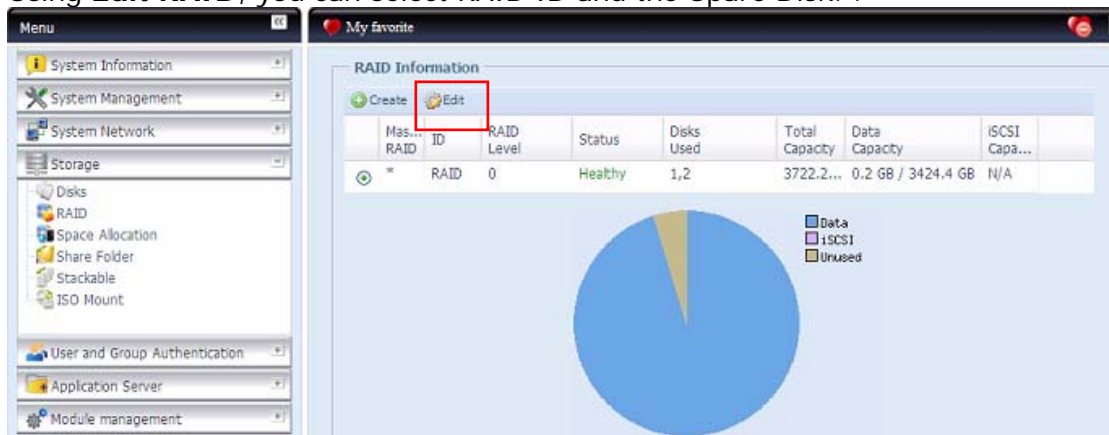 Using Edit RAID, you can select RAID ID and the Spare Disk. .
Menu
My favorite
System Information
System Management
System Network
Storage
Disks
RAID
Space Allocation
Share Folder
Stackable
ISO Mount
User and Group Authentication
Application Server
Module management
RAID Information
Create Edit
Mas... RAID ID RAID Level Status Disks Used Total Capacity Data Capacity iSCSI Capa...
* RAID 0 Healthy 1,2 3722.2... 0.2 GB / 3424.4 GB N/A
Data
iSCSI
Unused